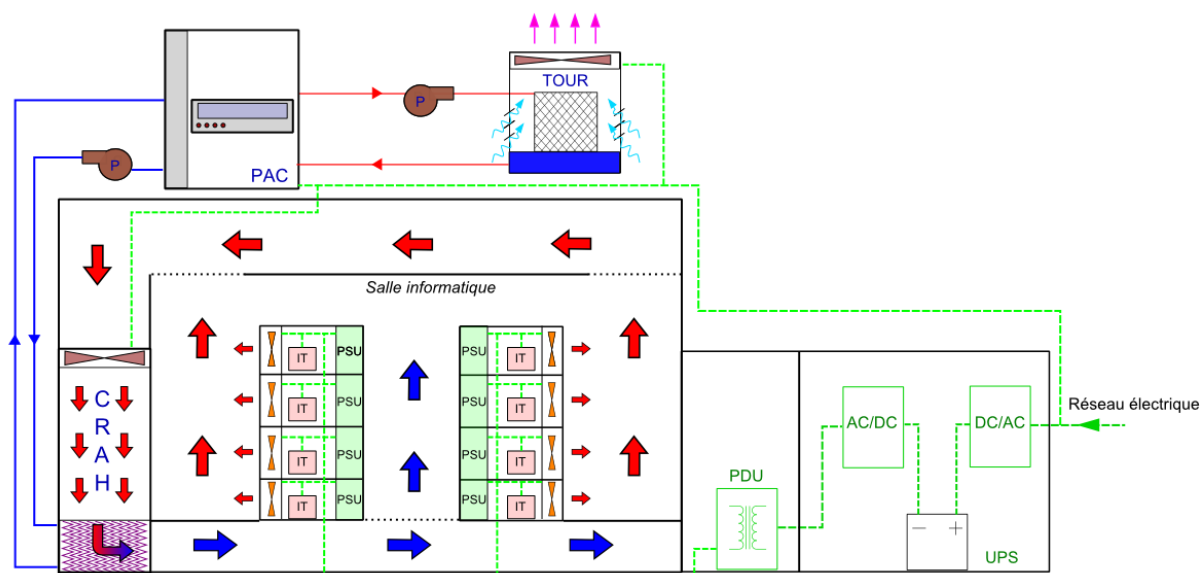 TOUR
P
P
PAC
Salle informatique
PSU
IT
PSU
IT
PSU
IT
PSU
IT
PSU
IT
PSU
IT
PSU
IT
PSU
IT
C
R
A
H
Réseau électrique
AC/DC
DC/AC
PDU
UPS